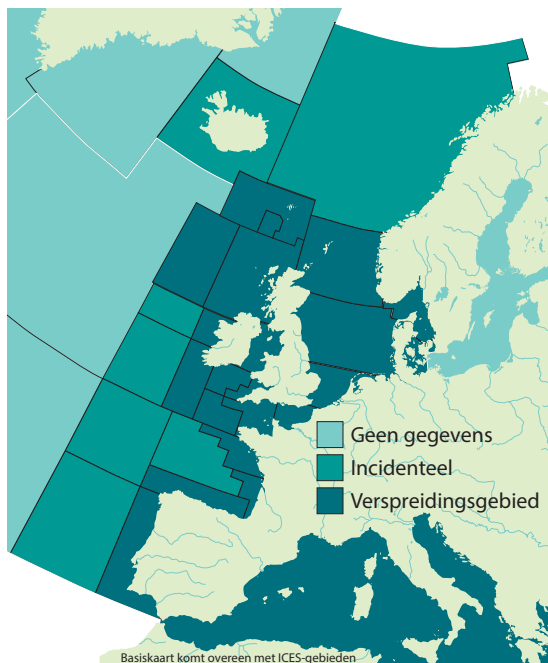 Geen gegevens
Incidenteel
Verspreidingsgebied
Basiskaart komt overeen met ICES-gebieden